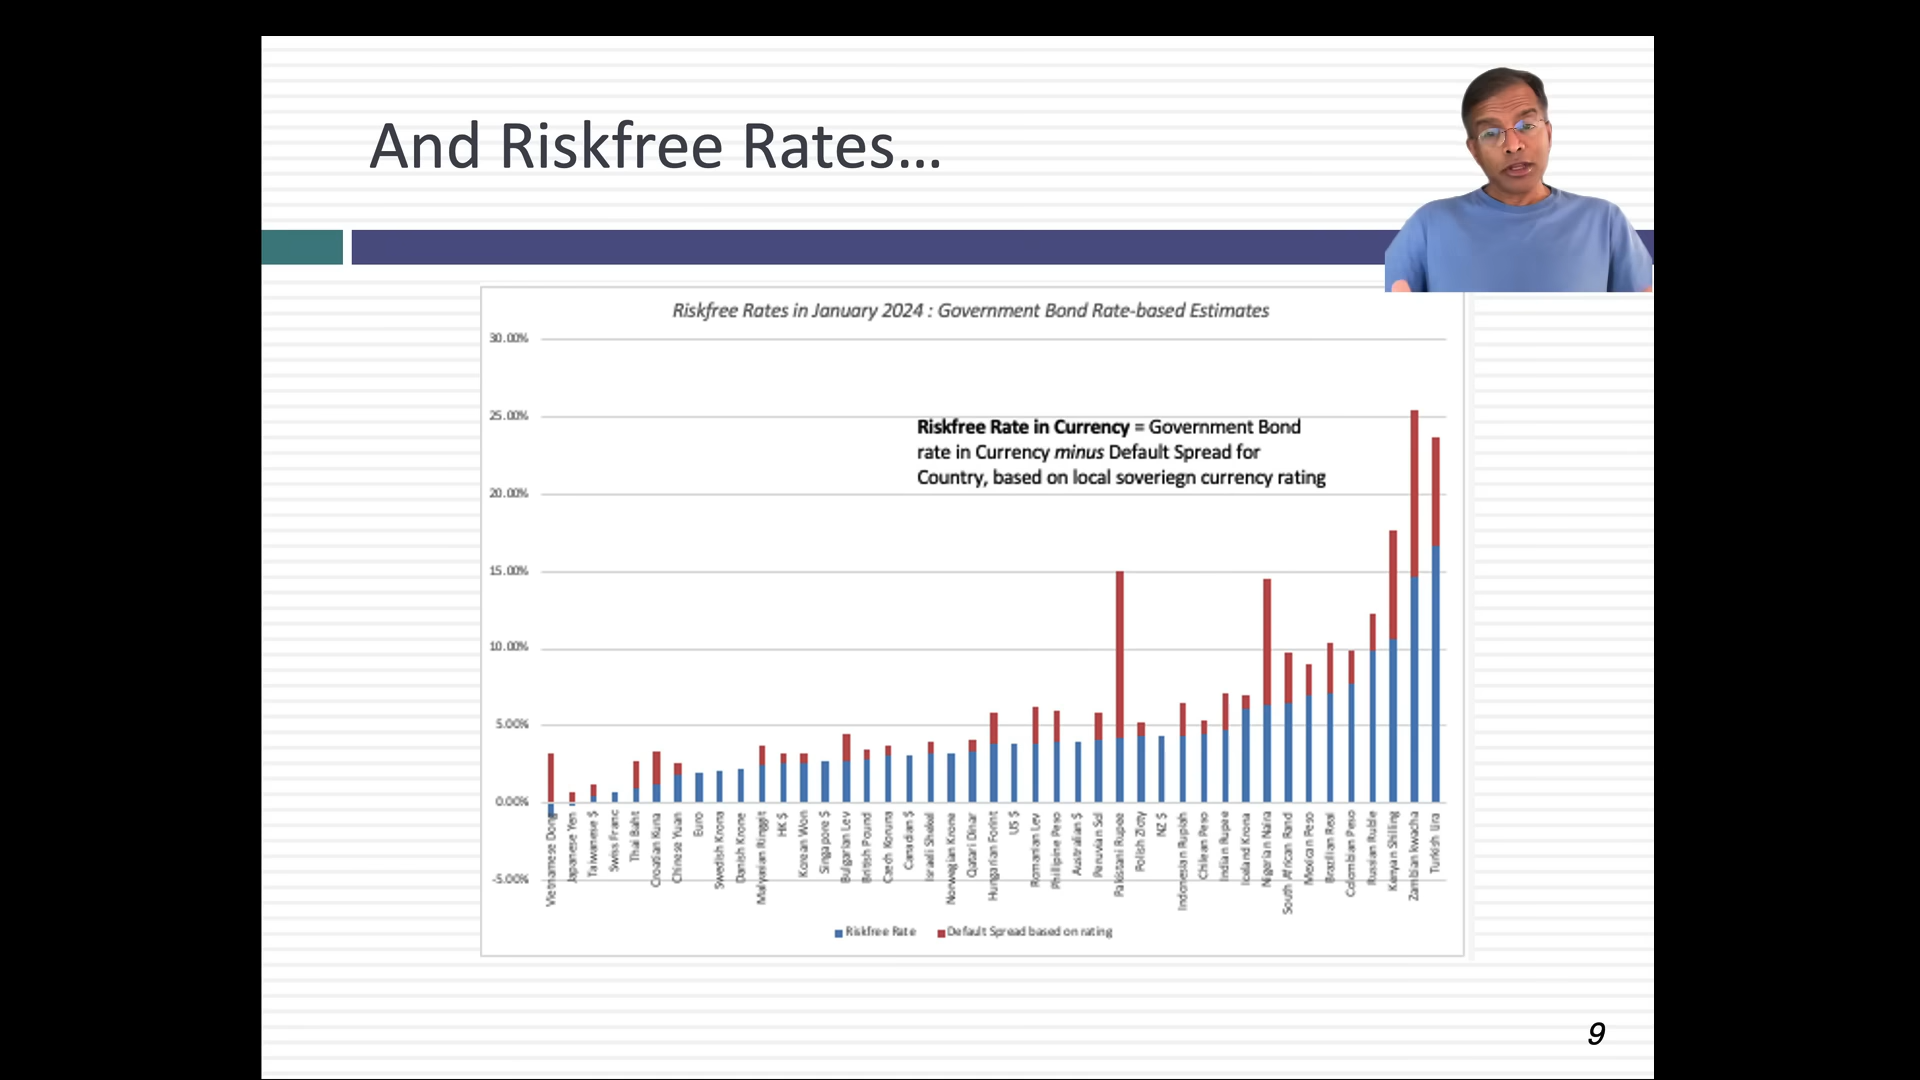 And Riskfree Rates...
Riskfree Rates in January 2024 : Government Bond Rate-based Estimates
30.00%
25.00%
20.00%
15.00%
10.00%
5.00%
0.00%
-5.00%
Riskfree Rate in Currency = Government Bond
rate in Currency minus Default Spread for
Country, based on local soveriegn currency rating
Vietnamese Dong
Japanese Yen
Taiwanese $
Swiss Franc
Thai Baht
Croatian Kuna
Chinese Yuan
Euro
Swedish Krona
Danish Krone
Malyasian Ringgit
HK $
Korean Won
Singapore $
Bulgarian Lev
British Pound
Czech Koruna
Canadian $
Israeli Shekel
Norwegian Krone
Qatari Dinar
Hungarian Forint
US $
Romanian Lev
Phillipine Peso
Australian $
Peruvian Sol
Pakistani Rupee
Polish Zloty
NZ $
Indonesian Rupiah
Chilean Peso
Indian Rupee
Iceland Krona
Nigerian Naira
South African Rand
Mexican Peso
Brazilian Real
Colombian Peso
Russian Ruble
Kenyan Shilling
Zambian kwacha
Turkish Lira
Riskfree Rate
Default Spread based on rating
9